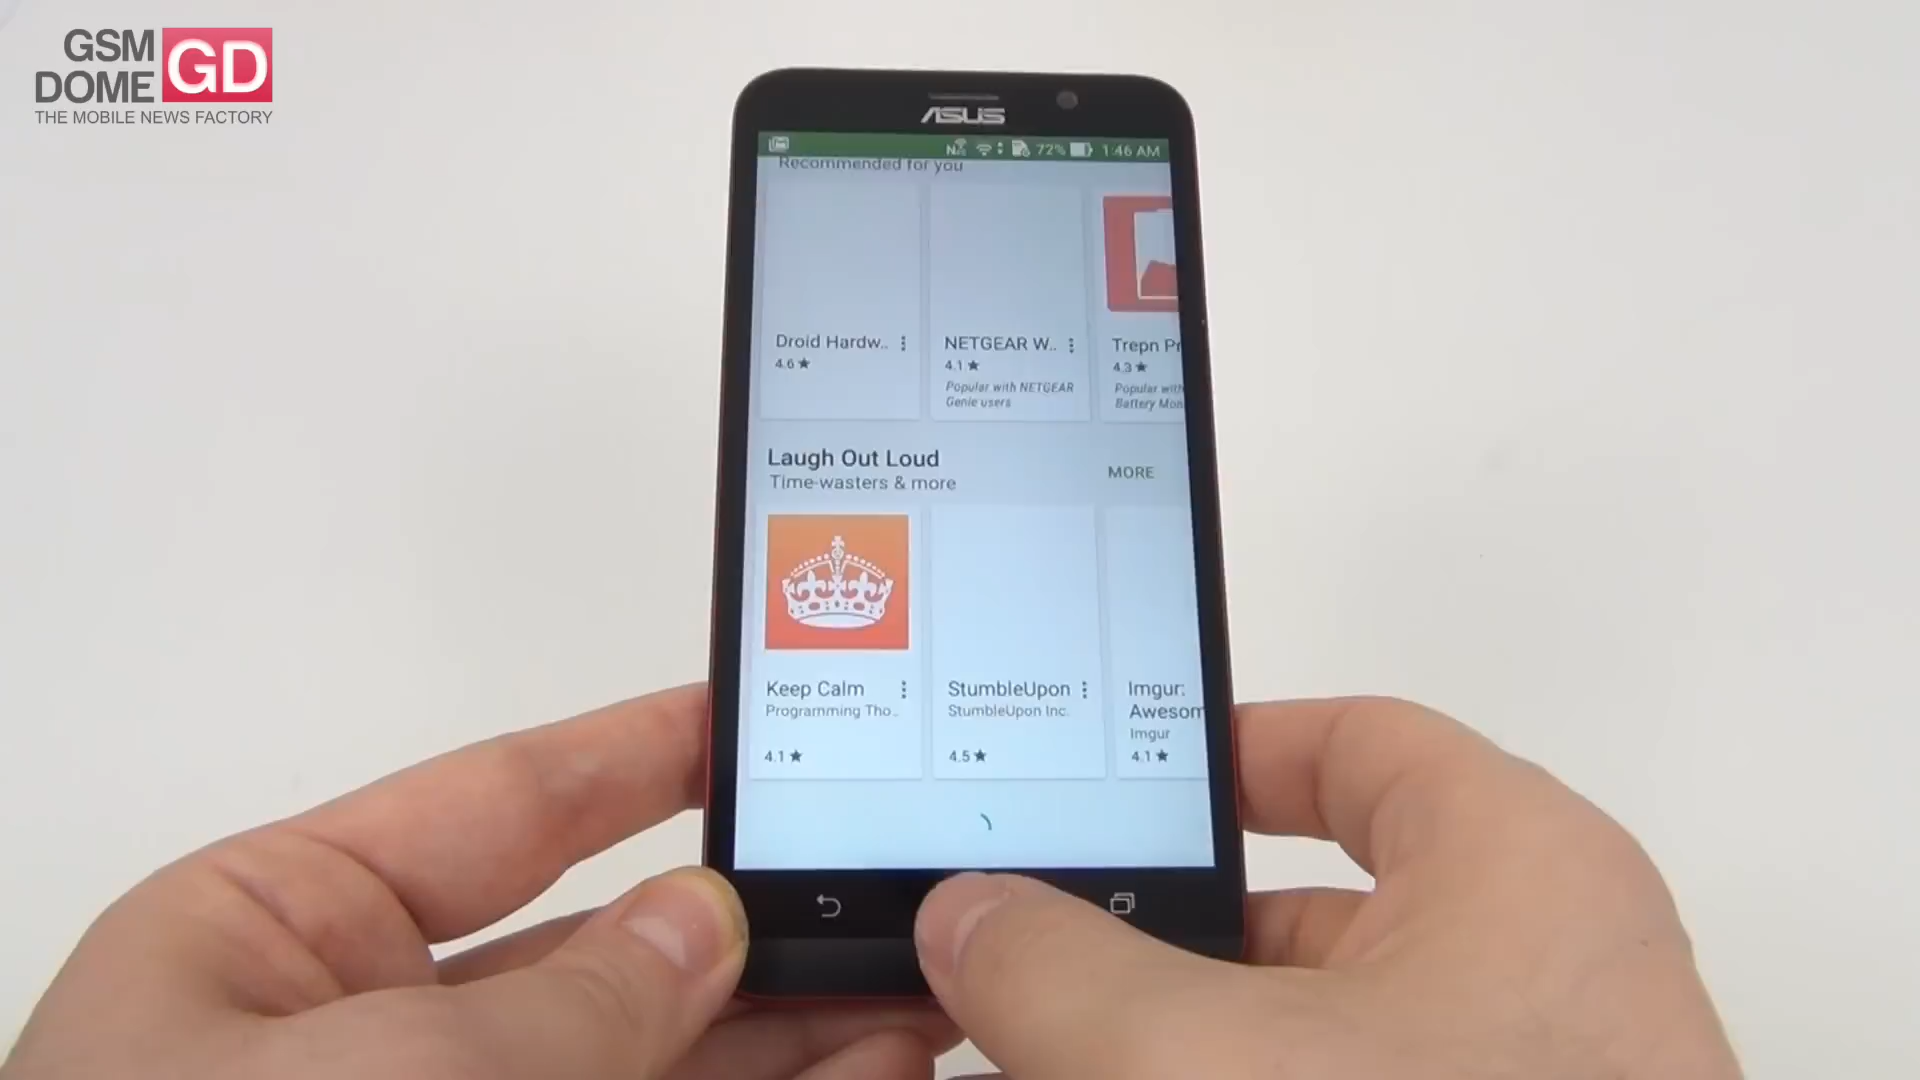 GSM
DOME GD
THE MOBILE NEWS FACTORY
ASUS
72% 1:46 AM
Recommended for you
Droid Hardw..
4.6 ★
NETGEAR W..
4.1 ★
Popular with NETGEAR
Genie users
Trepn Pr
4.3 ★
Popular with
Battery Mon
Laugh Out Loud
Time-wasters & more
MORE
Keep Calm
Programming Tho..
4.1 ★
StumbleUpon
StumbleUpon Inc.
4.5 ★
Imgur:
Awesom
Imgur
4.1 ★